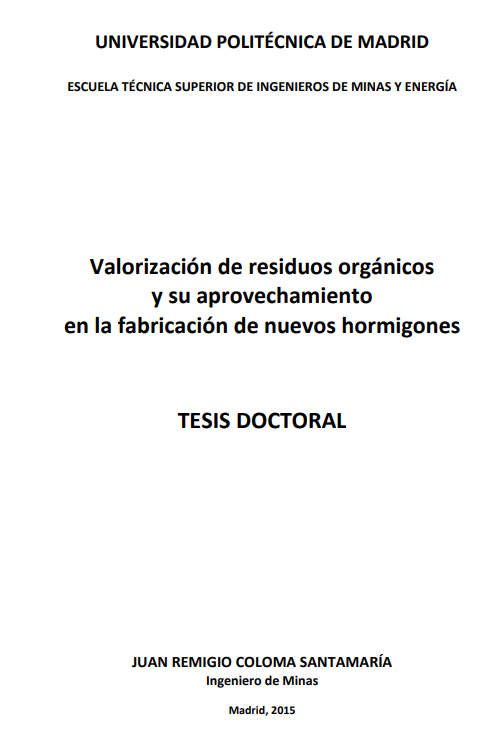 UNIVERSIDAD POLITÉCNICA DE MADRID
ESCUELA TÉCNICA SUPERIOR DE INGENIEROS DE MINAS Y ENERGÍA
Valorización de residuos orgánicos
y su aprovechamiento
en la fabricación de nuevos hormigones
TESIS DOCTORAL
JUAN REMIGIO COLOMA SANTAMARÍA
Ingeniero de Minas
Madrid, 2015